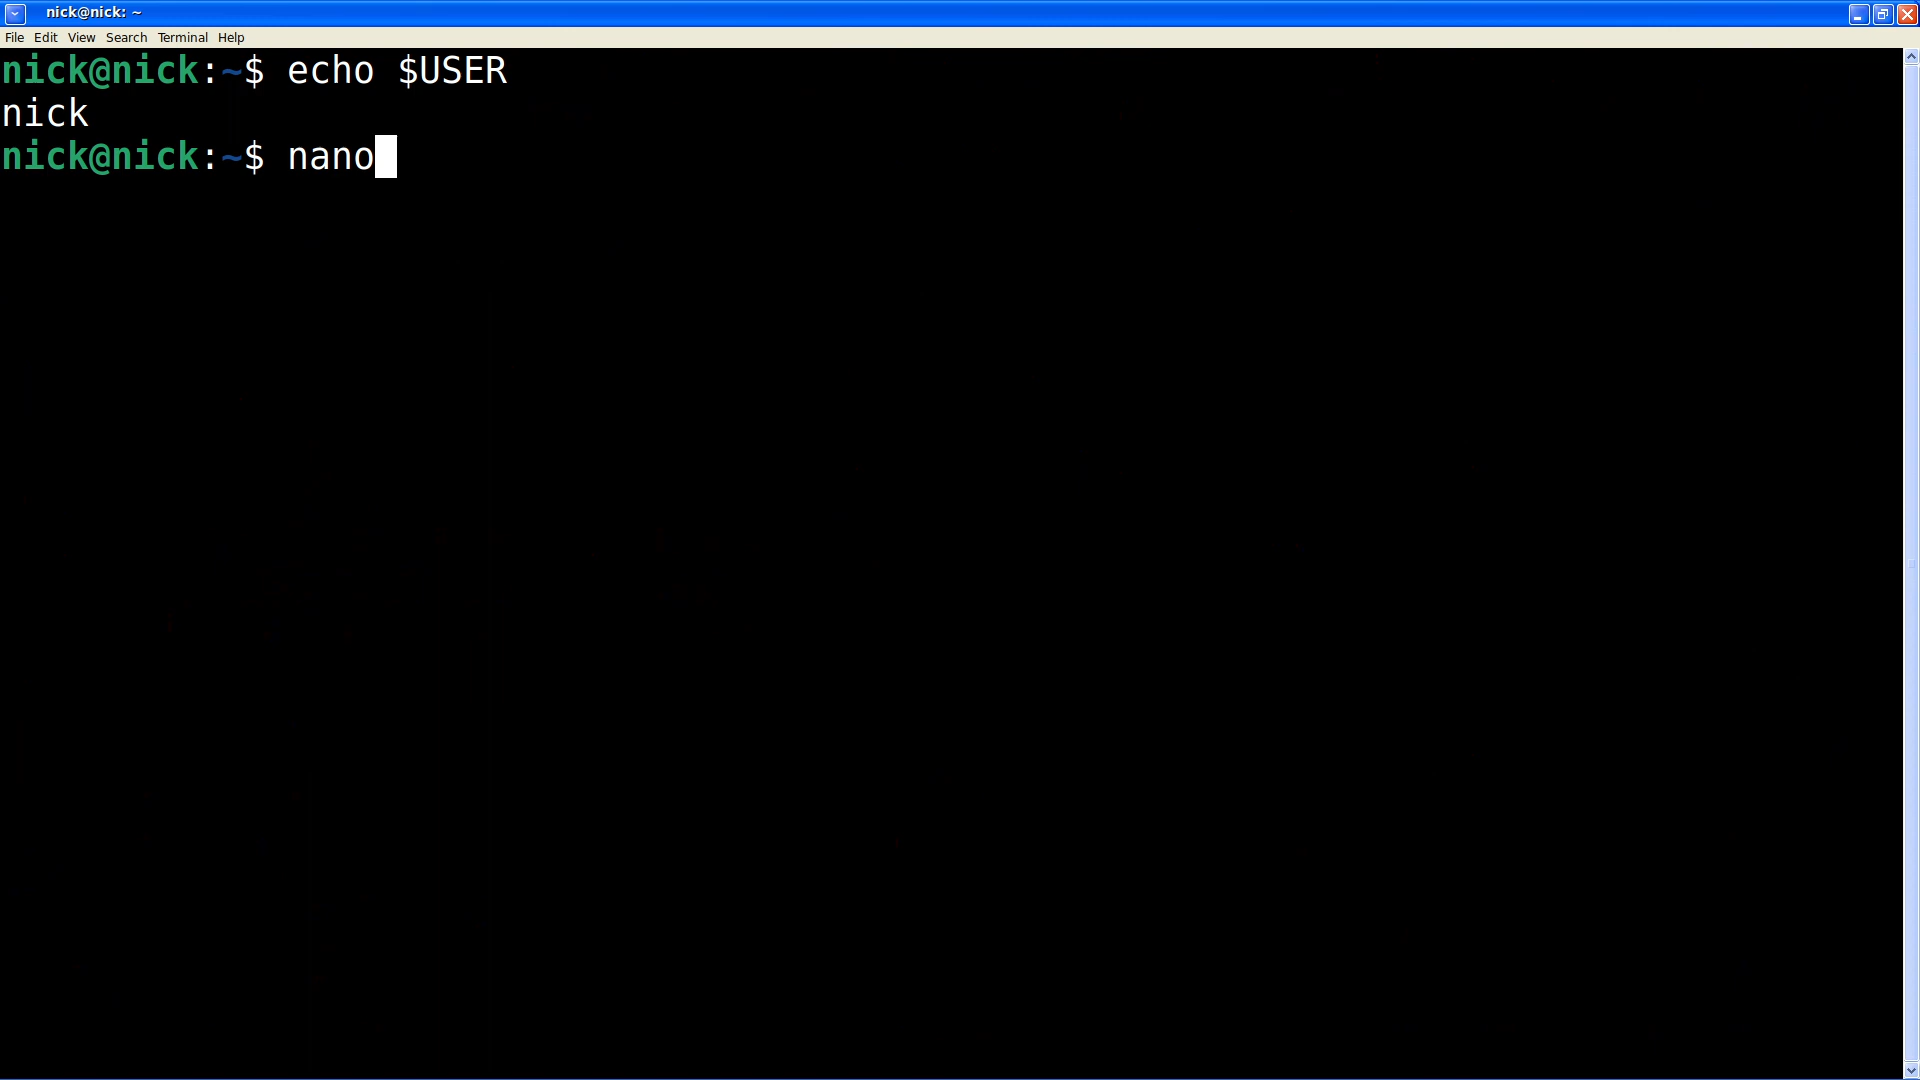 nick@nick: ~
File Edit View Search Terminal Help
nick@nick:~$ echo $USER
nick
nick@nick:~$ nano